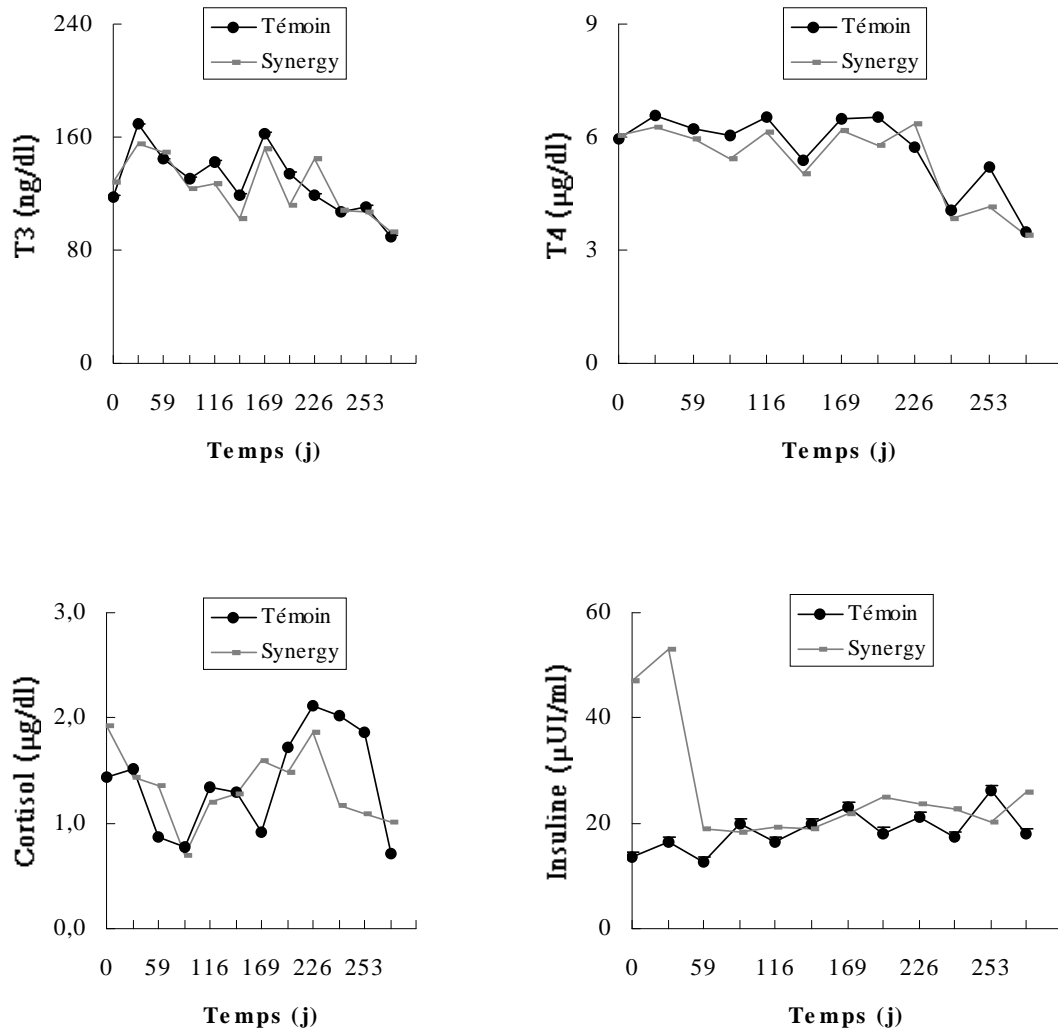 240
160
80
0
T3 (ng/dl)
Témoin
Synergy
0 59 116 169 226 253
Temps (j)
9
6
3
0
T4 (µg/dl)
Témoin
Synergy
0 59 116 169 226 253
Temps (j)
3,0
2,0
1,0
0,0
Cortisol (µg/dl)
Témoin
Synergy
0 59 116 169 226 253
Temps (j)
60
40
20
0
Insuline (µUI/ml)
Témoin
Synergy
0 59 116 169 226 253
Temps (j)